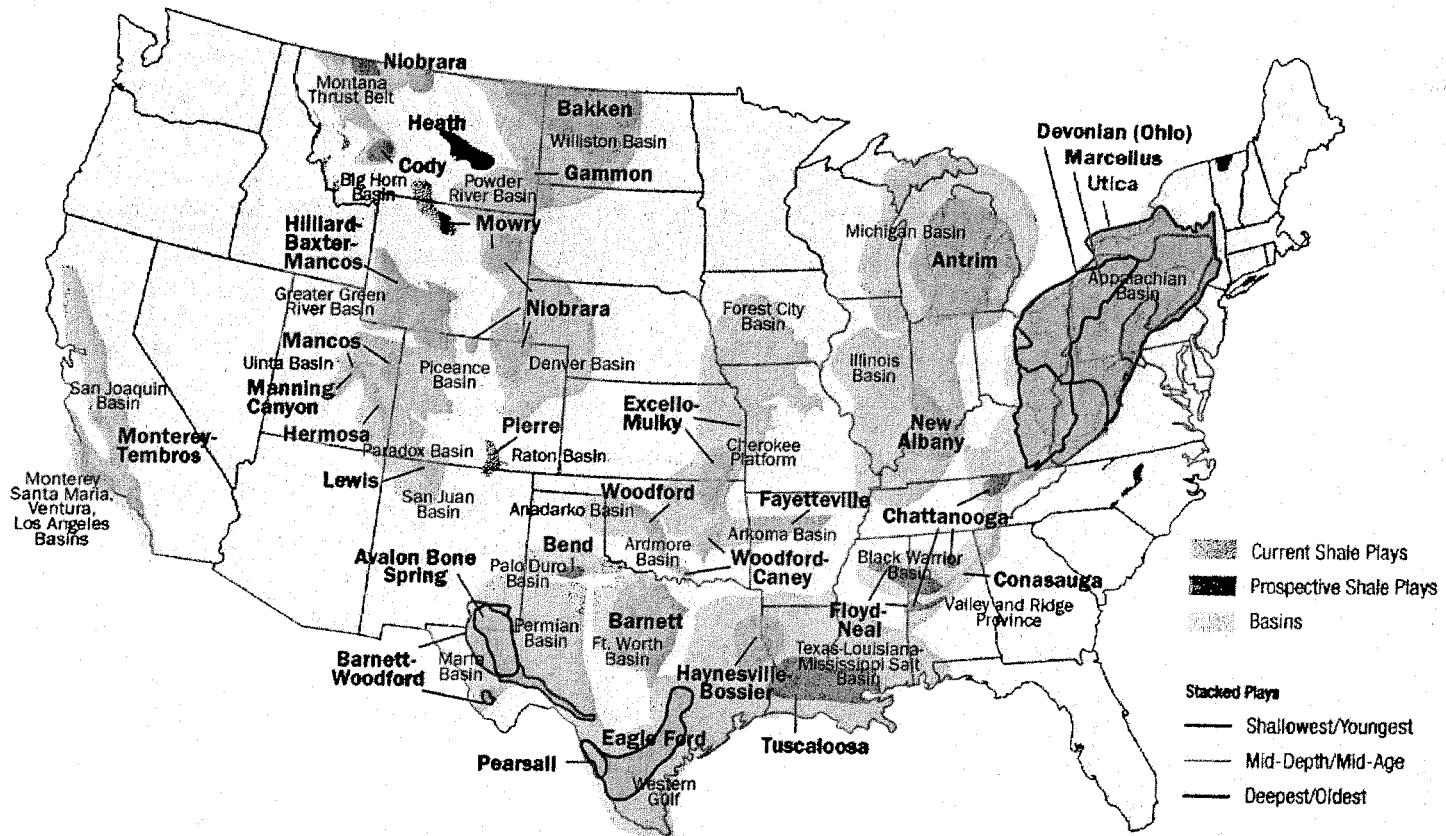 Niobrara
Montana
Thrust Belt
Bakken
Heath
Williston Basin
Cody
Gammon
Big Horn
Basin
Powder
River Basin
Mowry
Hilliard-
Baxter-
Mancos
Greater Green
River Basin
Niobrara
Mancos
Uinta Basin
Piceance
Basin
Denver Basin
Manning
Canyon
San Joaquin
Basin
Hermosa
Paradox Basin
Pierre
Raton Basin
Monterey-
Tembros
Lewis
San Juan
Basin
Monterey
Santa Maria,
Ventura,
Los Angeles
Basins
Devonian (Ohio)
Marcellus
Utica
Michigan Basin
Antrim
Appalachian
Basin
Forest City
Basin
Illinois
Basin
Excello-
Mulky
New
Albany
Cherokee
Platform
Woodford
Anadarko Basin
Fayetteville
Arkoma Basin
Chattanooga
Bend
Ardmore
Basin
Woodford-
Caney
Black Warrior
Basin
Conasauga
Avalon Bone
Spring
Palo Duro
Basin
Floyd-
Neal
Valley and Ridge
Province
Permian
Basin
Barnett
Ft. Worth
Basin
Texas-Louisiana-
Mississippi Salt
Basin
Barnett-
Woodford
Marfa
Basin
Haynesville-
Bossier
Eagle Ford
Tuscaloosa
Pearsall
Western
Gulf
Current Shale Plays
Prospective Shale Plays
Basins
Stacked Plays
Shallowest/Youngest
Mid-Depth/Mid-Age
Deepest/Oldest